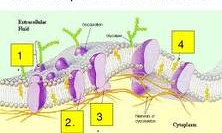 Extracellular
Fluid
Glycoprotein
Glycolipid
1
4
2.
3
Filaments of
cytoskeleton
Cytoplasm